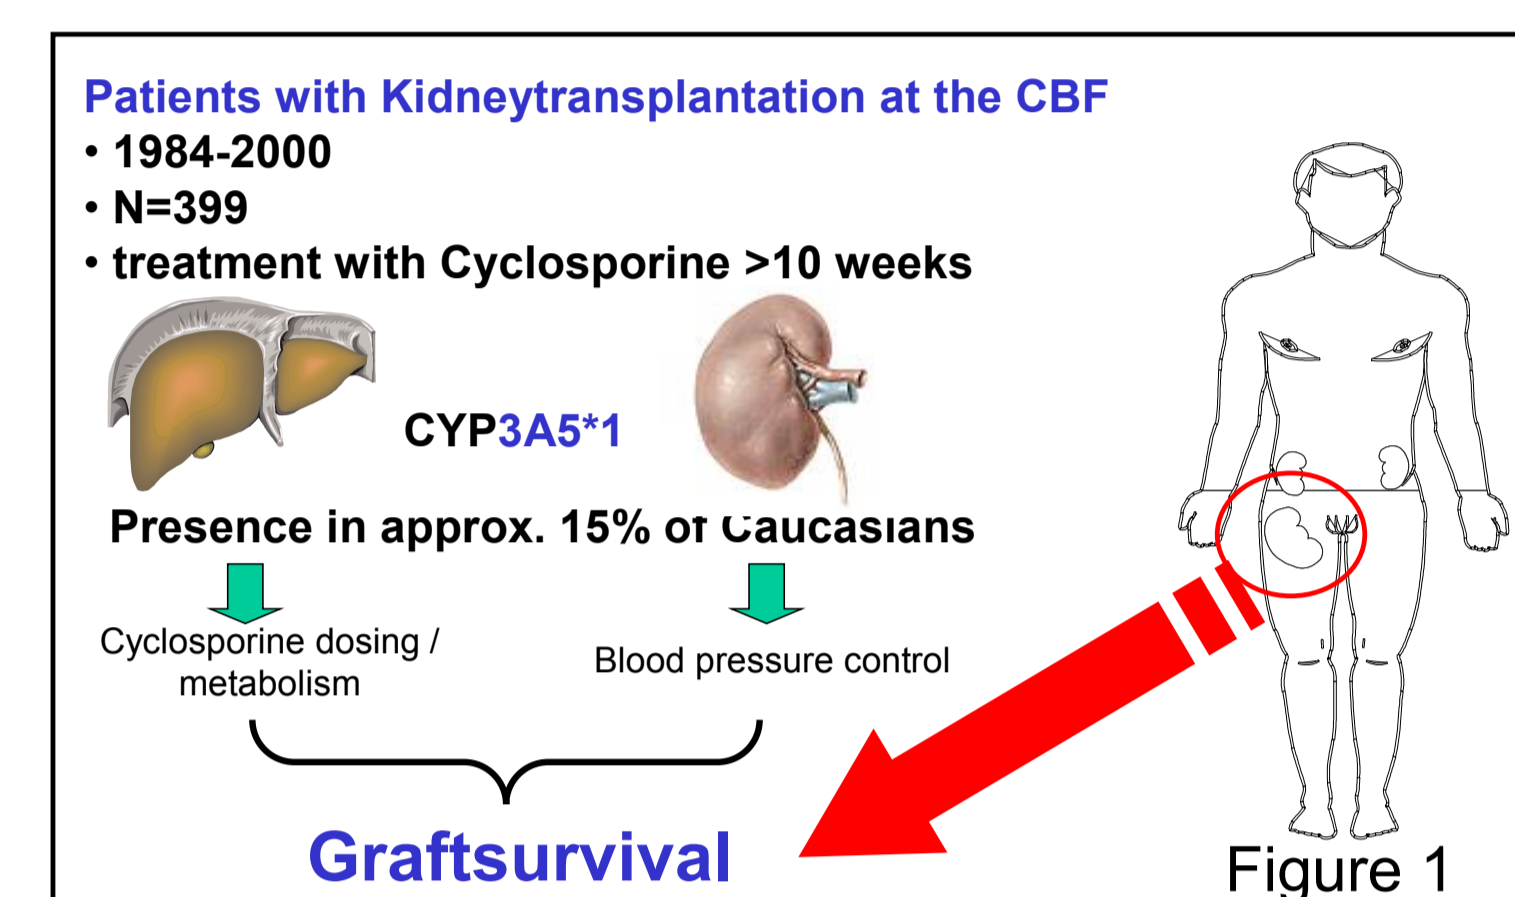 Patients with Kidneytransplantation at the CBF
• 1984-2000
• N=399
• treatment with Cyclosporine >10 weeks
CYP3A5*1
Presence in approx. 15% of Caucasians
Cyclosporine dosing /
metabolism
Blood pressure control
Graftsurvival
Figure 1